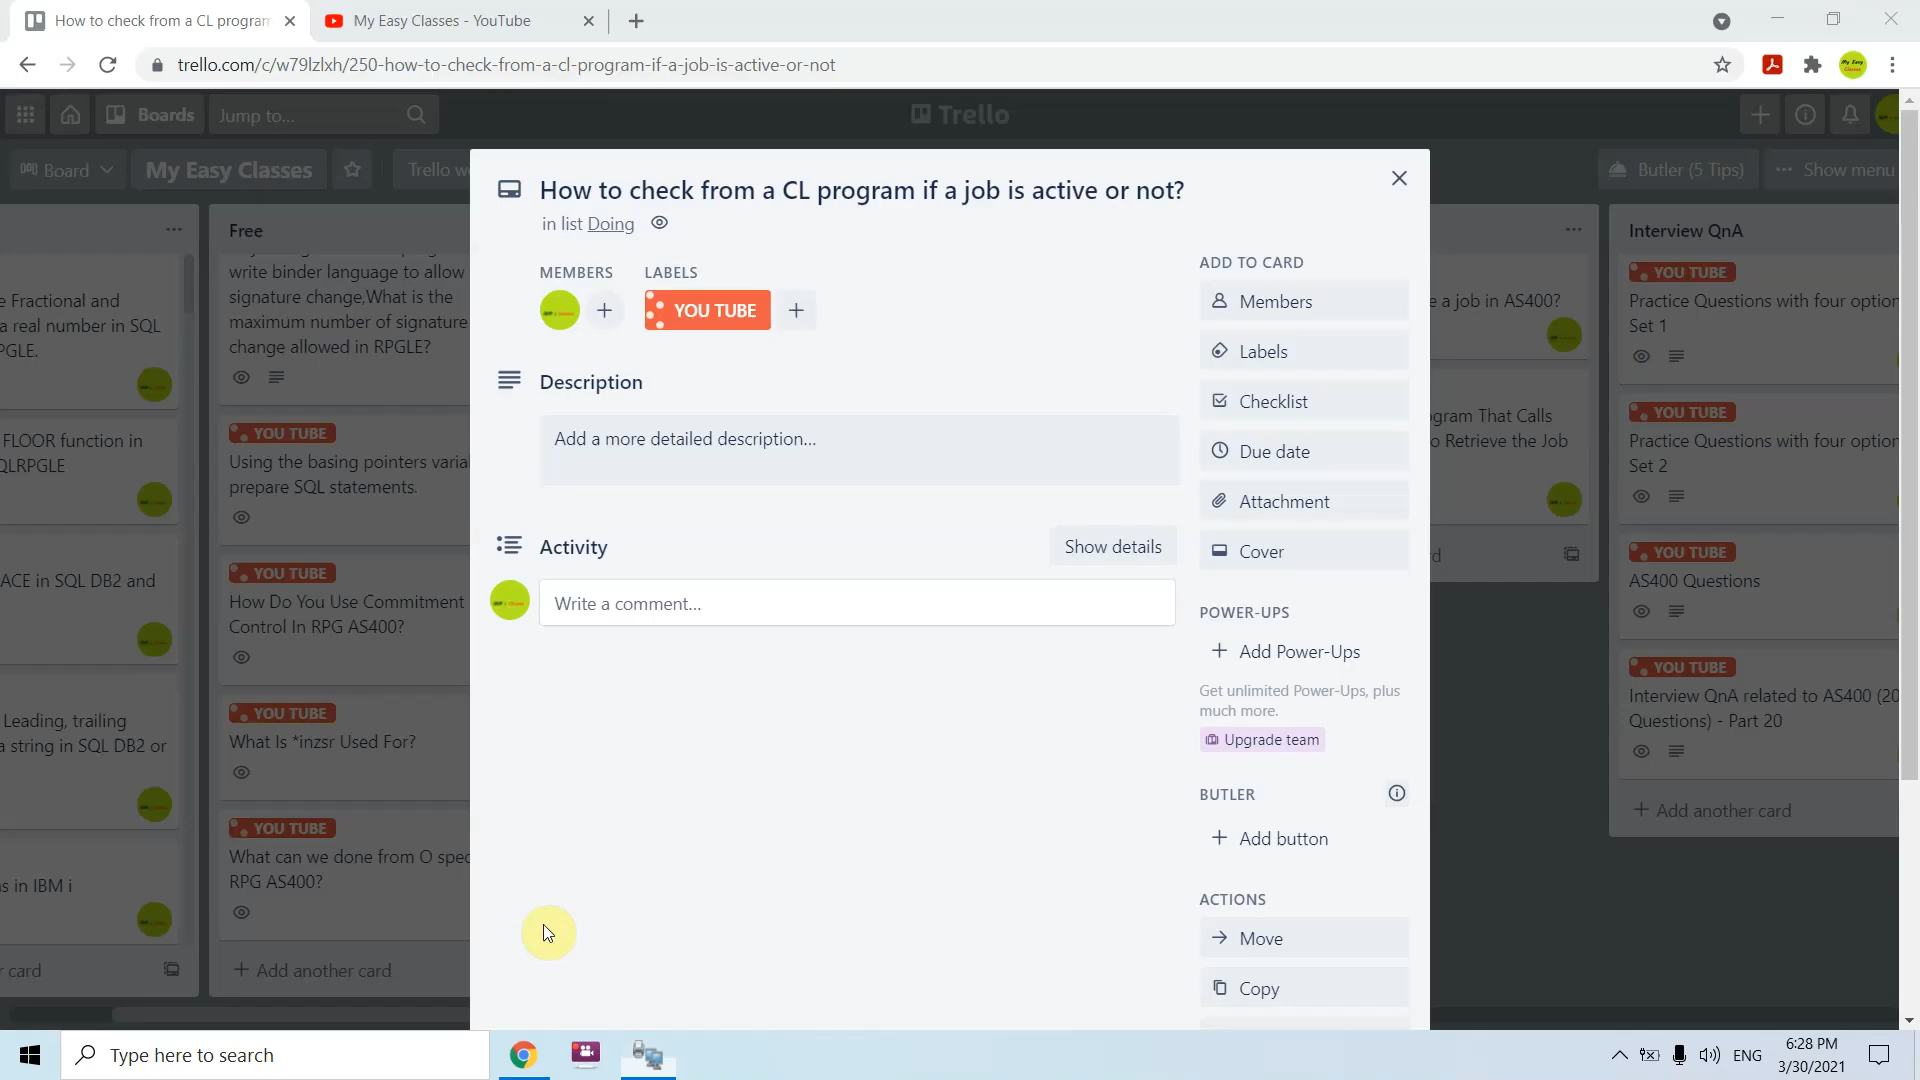 How to check from a CL program
My Easy Classes - YouTube
trello.com/c/w79lzlxh/250-how-to-check-from-a-cl-program-if-a-job-is-active-or-not
Boards
Jump to...
Trello
Board
My Easy Classes
Trello
Butler (5 Tips)
Show menu
e Fractional and
a real number in SQL
PGLE.
FLOOR function in
QLRPGLE
ACE in SQL DB2 and
Leading, trailing
a string in SQL DB2 or
ns in IBM i
r card
Free
write binder language to allow
signature change,What is the
maximum number of signature
change allowed in RPGLE?
YOU TUBE
Using the basing pointers varia
prepare SQL statements.
YOU TUBE
How Do You Use Commitment
Control In RPG AS400?
YOU TUBE
What Is *inzsr Used For?
YOU TUBE
What can we done from O spec
RPG AS400?
Add another card
How to check from a CL program if a job is active or not?
in list Doing
MEMBERS
LABELS
YOU TUBE
Description
Add a more detailed description...
Activity
Show details
Write a comment...
ADD TO CARD
Members
Labels
Checklist
Due date
Attachment
Cover
POWER-UPS
Add Power-Ups
Get unlimited Power-Ups, plus
much more.
Upgrade team
BUTLER
Add button
ACTIONS
Move
Copy
e a job in AS400?
gram That Calls
o Retrieve the Job
d
Interview QnA
YOU TUBE
Practice Questions with four option
Set 1
YOU TUBE
Practice Questions with four option
Set 2
YOU TUBE
AS400 Questions
YOU TUBE
Interview QnA related to AS400 (20
Questions) - Part 20
Add another card
Type here to search
ENG
6:28 PM
3/30/2021